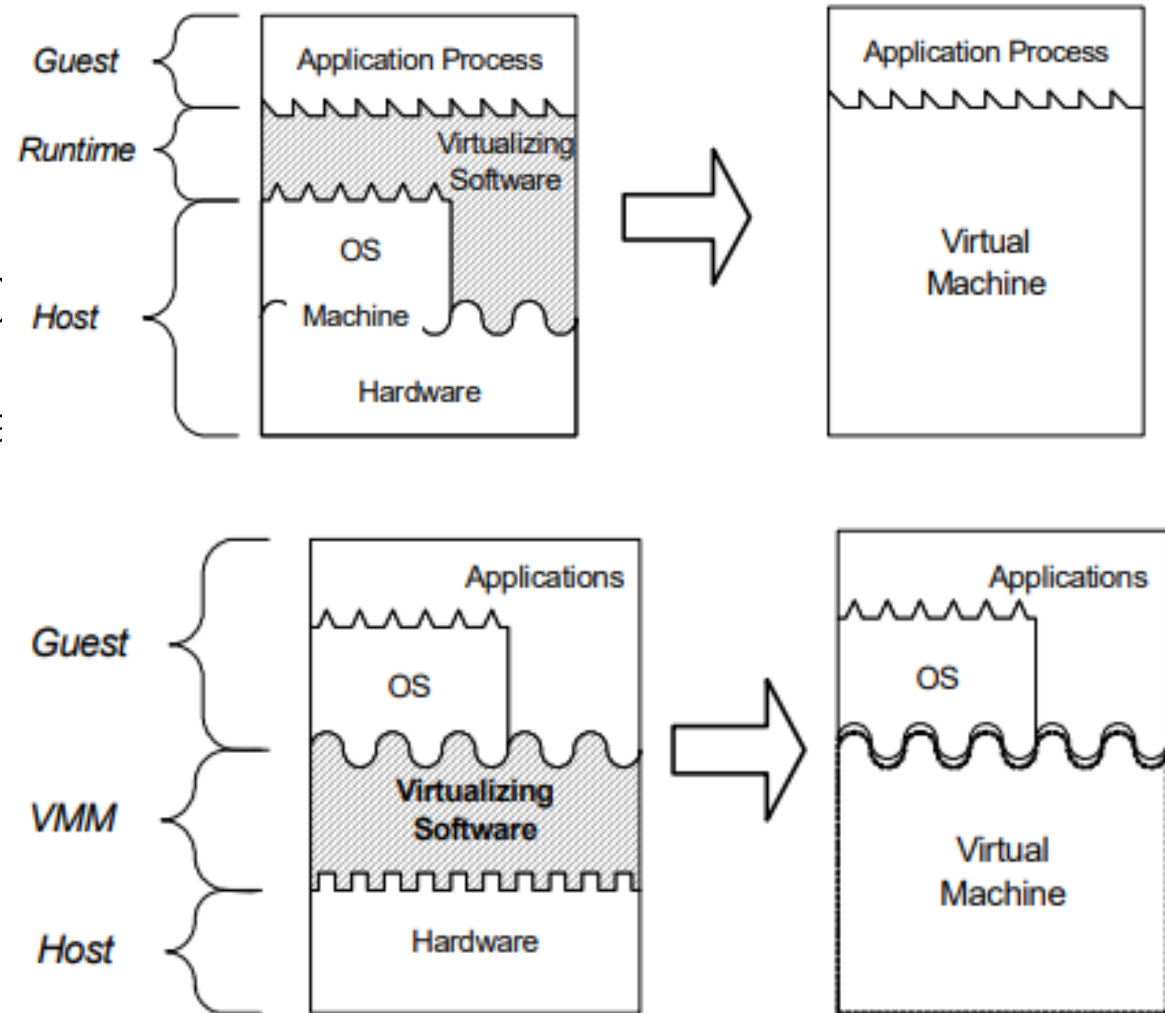 Guest
Application Process
Application Process
Runtime
Virtualizing
Software
OS
Virtual
Machine
Host
Machine
Hardware
Applications
Applications
Guest
OS
OS
VMM
Virtualizing
Software
Virtual
Machine
Host
Hardware